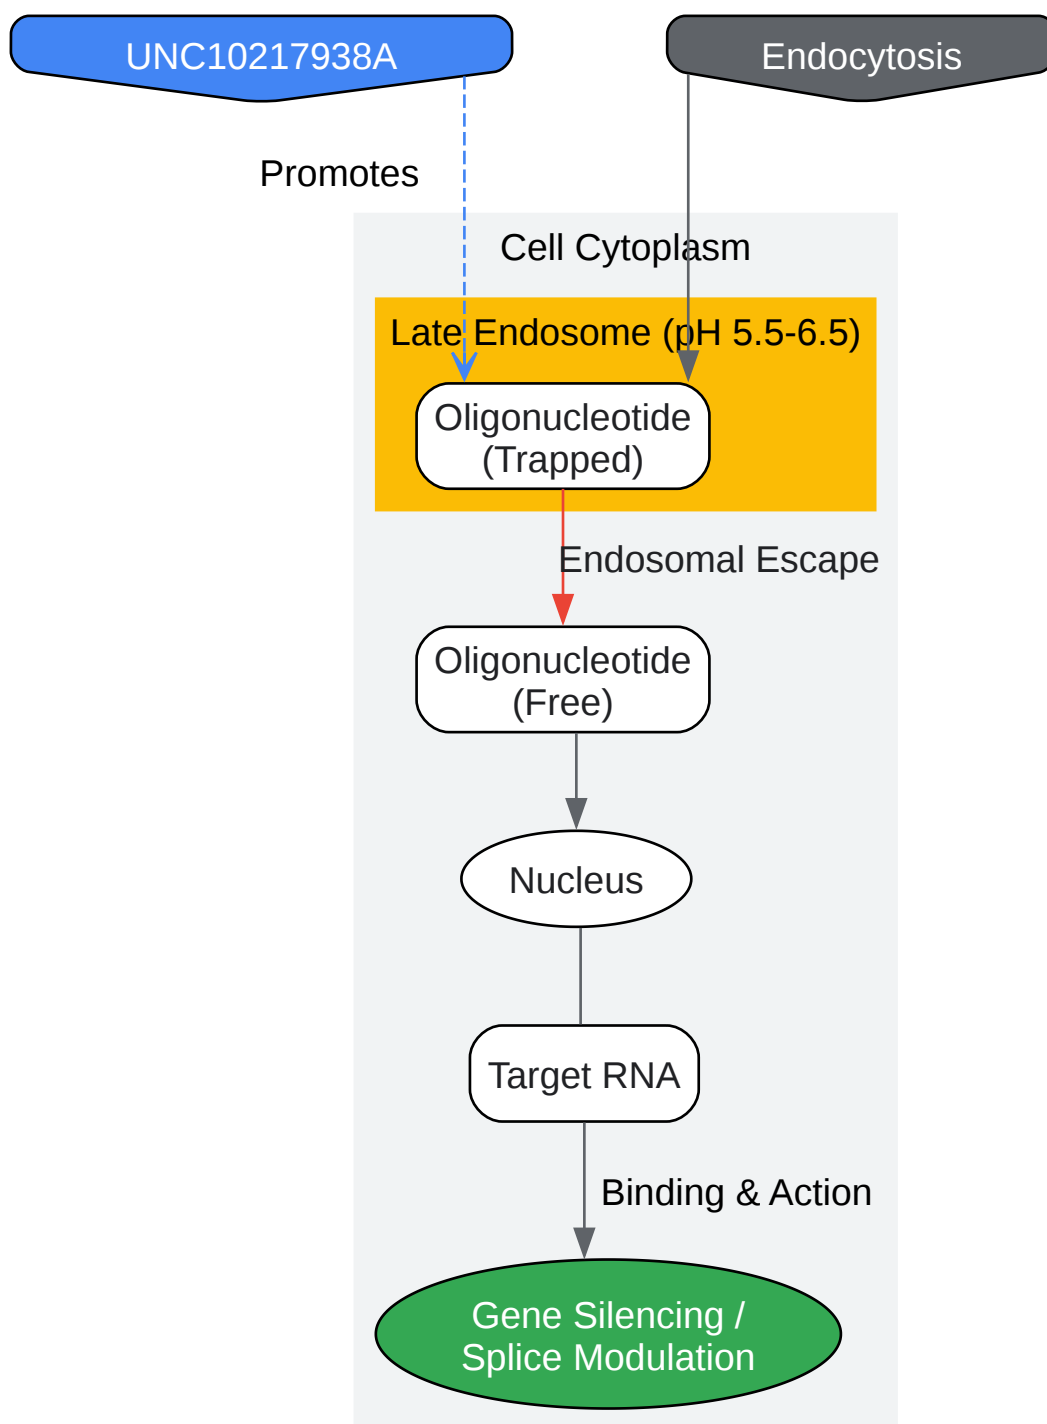 UNC10217938A
Endocytosis
Promotes
Cell Cytoplasm
Late Endosome (pH 5.5-6.5)
Oligonucleotide
(Trapped)
Endosomal Escape
Oligonucleotide
(Free)
Nucleus
Target RNA
Binding & Action
Gene Silencing /
Splice Modulation